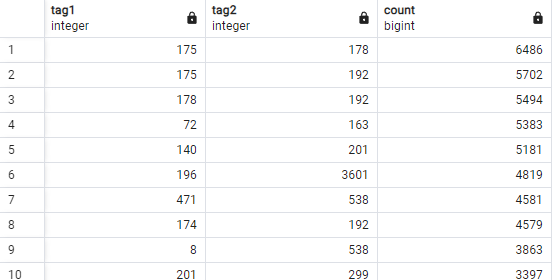 tag1 tag2 count
integer integer bigint
1 175 178 6486
2 175 192 5702
3 178 192 5494
4 72 163 5383
5 140 201 5181
6 196 3601 4819
7 471 538 4581
8 174 192 4579
9 8 538 3863
10 201 299 3397